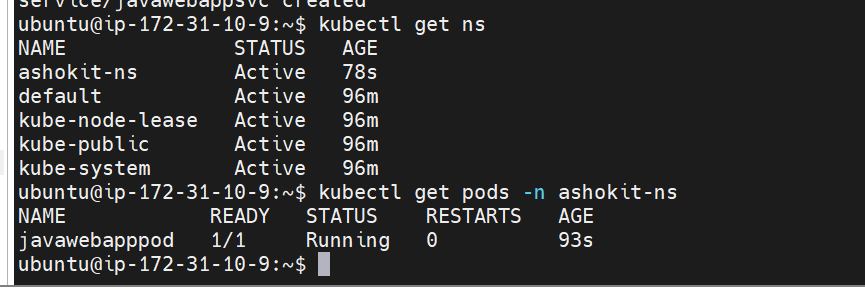 service/javawebappsvc created
ubuntu@ip-172-31-10-9:~$ kubectl get ns
NAME STATUS AGE
ashokit-ns Active 78s
default Active 96m
kube-node-lease Active 96m
kube-public Active 96m
kube-system Active 96m
ubuntu@ip-172-31-10-9:~$ kubectl get pods -n ashokit-ns
NAME READY STATUS RESTARTS AGE
javawebapppod 1/1 Running 0 93s
ubuntu@ip-172-31-10-9:~$